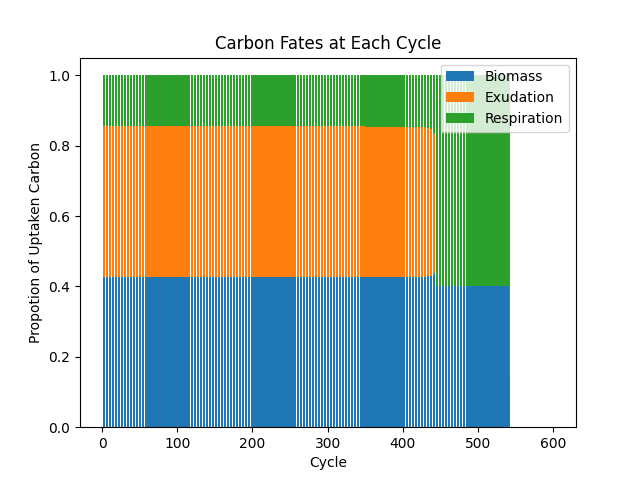 Carbon Fates at Each Cycle
1.0
0.8
0.6
0.4
0.2
0.0
Propotion of Uptaken Carbon
Biomass
Exudation
Respiration
0 100 200 300 400 500 600
Cycle